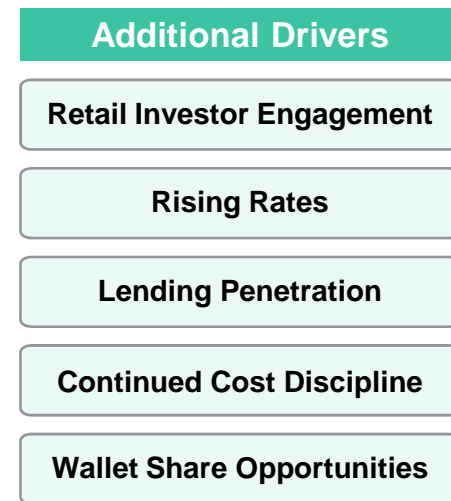 Additional Drivers
Retail Investor Engagement
Rising Rates
Lending Penetration
Continued Cost Discipline
Wallet Share Opportunities